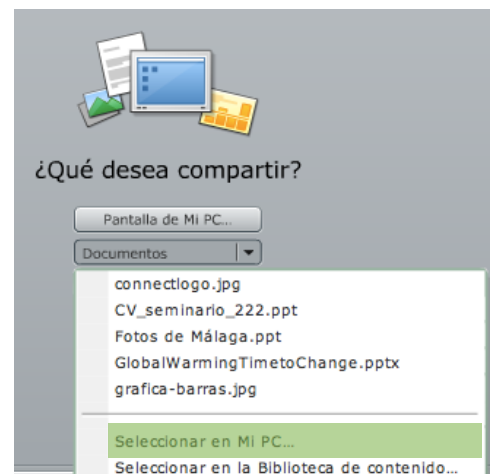 ¿Qué desea compartir?
Pantalla de Mi PC...
Documentos
connectlogo.jpg
CV_seminario_222.ppt
Fotos de Málaga.ppt
GlobalWarmingTimetoChange.pptx
grafica-barras.jpg
Seleccionar en Mi PC...
Seleccionar en la Biblioteca de contenido...